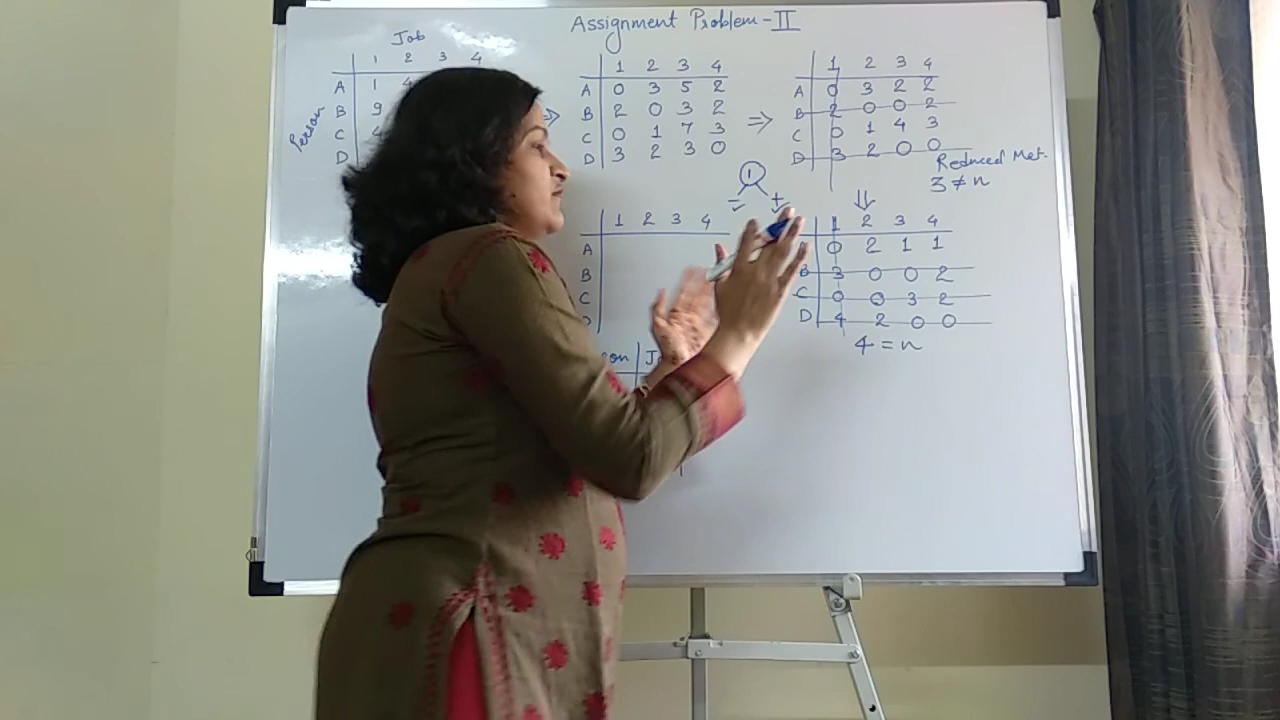 Assignment Problem-II
Job
1 2 3 4
A 1 4
B 9
C 4
D
Person
1 2 3 4
A 0 3 5 2
B 2 0 3 2
C 0 1 7 3
D 3 2 3 0
⇒
1 2 3 4
A 0 3 2 2
B 2 0 0 2
C 0 1 4 3
D 3 2 0 0
Reduced Mat.
3 ≠ n
1
- +
1 2 3 4
A
B
C
1 2 3 4
0 2 1 1
B 3 0 0 2
C 0 0 3 2
D 4 2 0 0
4 = n